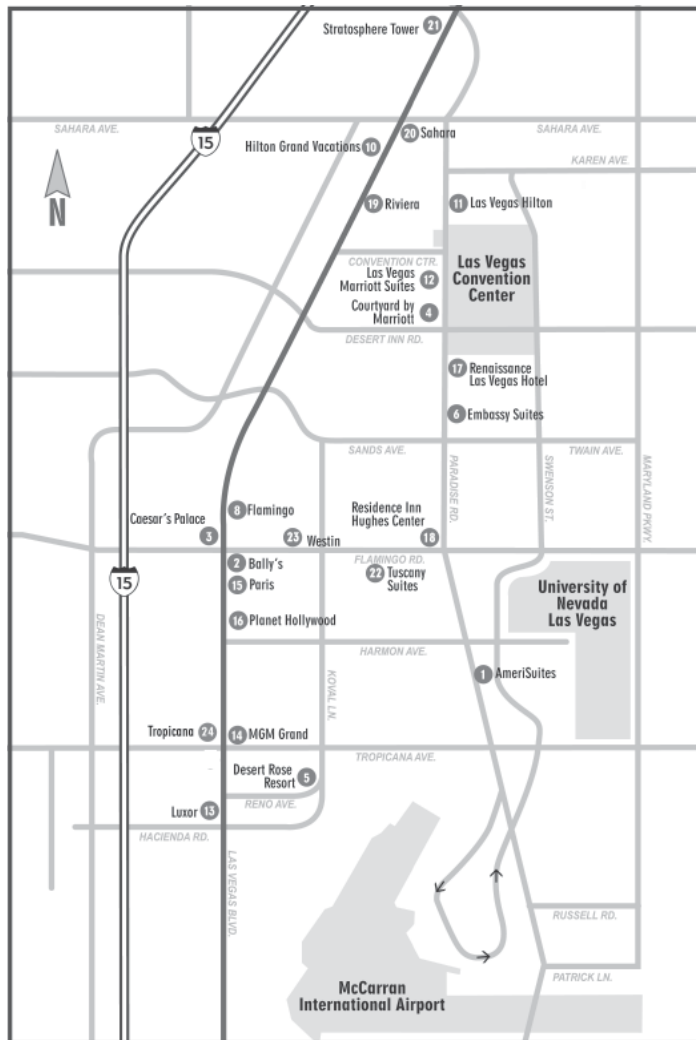 Stratosphere Tower 21
SAHARA AVE.
15
20 Sahara
SAHARA AVE.
Hilton Grand Vacations 10
KAREN AVE.
N
19 Riviera
11 Las Vegas Hilton
CONVENTION CTR.
Las Vegas
Marriott Suites 12
Las Vegas
Convention
Center
Courtyard by
Marriott 4
DESERT INN RD.
17 Renaissance
Las Vegas Hotel
6 Embassy Suites
SANDS AVE.
TWAIN AVE.
PARADISE RD.
SWENSON ST.
MARYLAND PKWY.
8 Flamingo
Caesar's Palace
3
23 Westin
Residence Inn
Hughes Center
18
FLAMINGO RD.
2 Bally's
15 Paris
22 Tuscany
Suites
15
University of
Nevada
Las Vegas
16 Planet Hollywood
HARMON AVE.
DEAN MARTIN AVE.
KOVAL LN.
1 AmeriSuites
Tropicana 24
14 MGM Grand
TROPICANA AVE.
Desert Rose
Resort 5
RENO AVE.
Luxor 13
HACIENDA RD.
LAS VEGAS BLVD.
RUSSELL RD.
PATRICK LN.
McCarran
International Airport